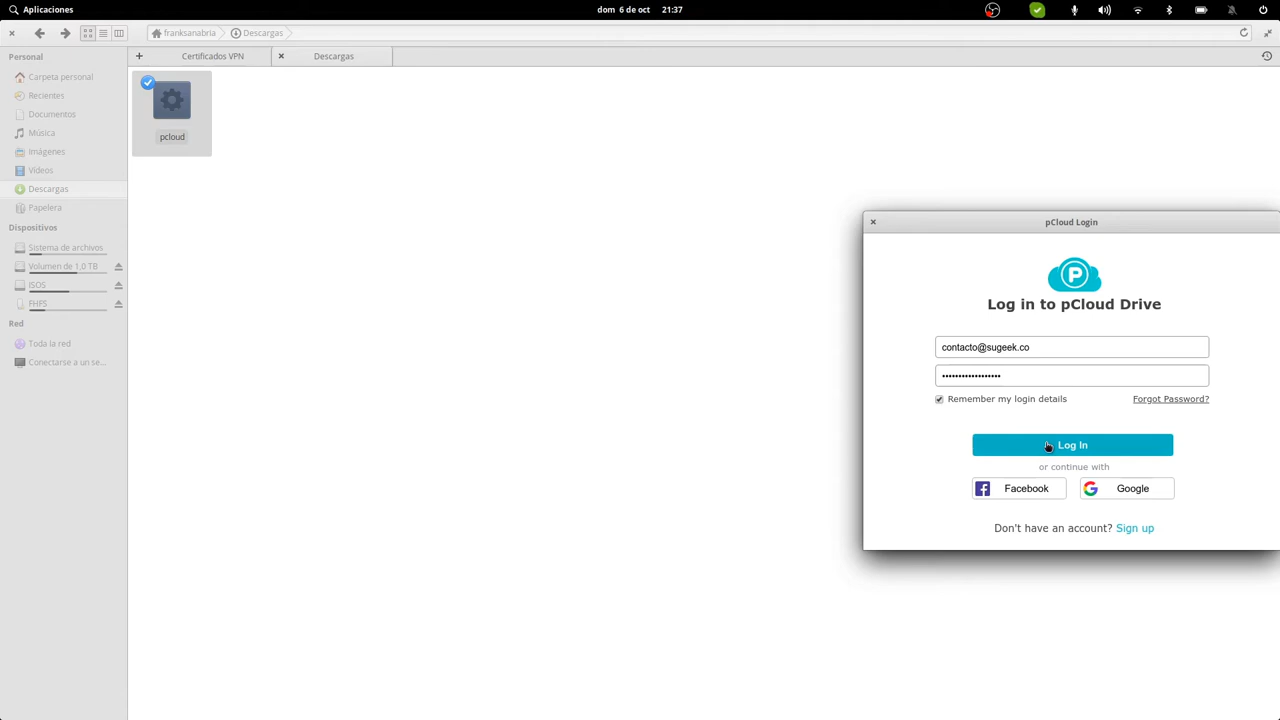 Aplicaciones
dom 6 de oct 21:37
franksanabria
Descargas
Certificados VPN
Descargas
Personal
Carpeta personal
Recientes
Documentos
Música
Imágenes
Vídeos
Descargas
Papelera
Dispositivos
Sistema de archivos
Volumen de 1,0 TB
ISOS
FHFS
Red
Toda la red
Conectarse a un se...
pcloud
pCloud Login
P
Log in to pCloud Drive
contacto@sugeek.co
••••••••••••••••••
Remember my login details
Forgot Password?
Log In
or continue with
Facebook
Google
Don't have an account? Sign up